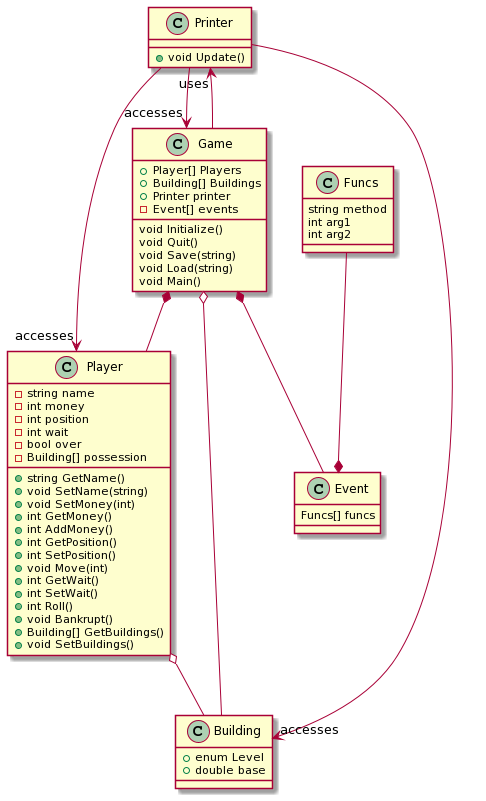 C Printer
void Update()
uses
accesses
C Game
Player[] Players
Building[] Buildings
Printer printer
Event[] events
void Initialize()
void Quit()
void Save(string)
void Load(string)
void Main()
C Funcs
string method
int arg1
int arg2
accesses
C Player
string name
int money
int position
int wait
bool over
Building[] possession
string GetName()
void SetName(string)
void SetMoney(int)
int GetMoney()
int AddMoney()
int GetPosition()
int SetPosition()
void Move(int)
int GetWait()
int SetWait()
int Roll()
void Bankrupt()
Building[] GetBuildings()
void SetBuildings()
C Event
Funcs[] funcs
accesses
C Building
enum Level
double base